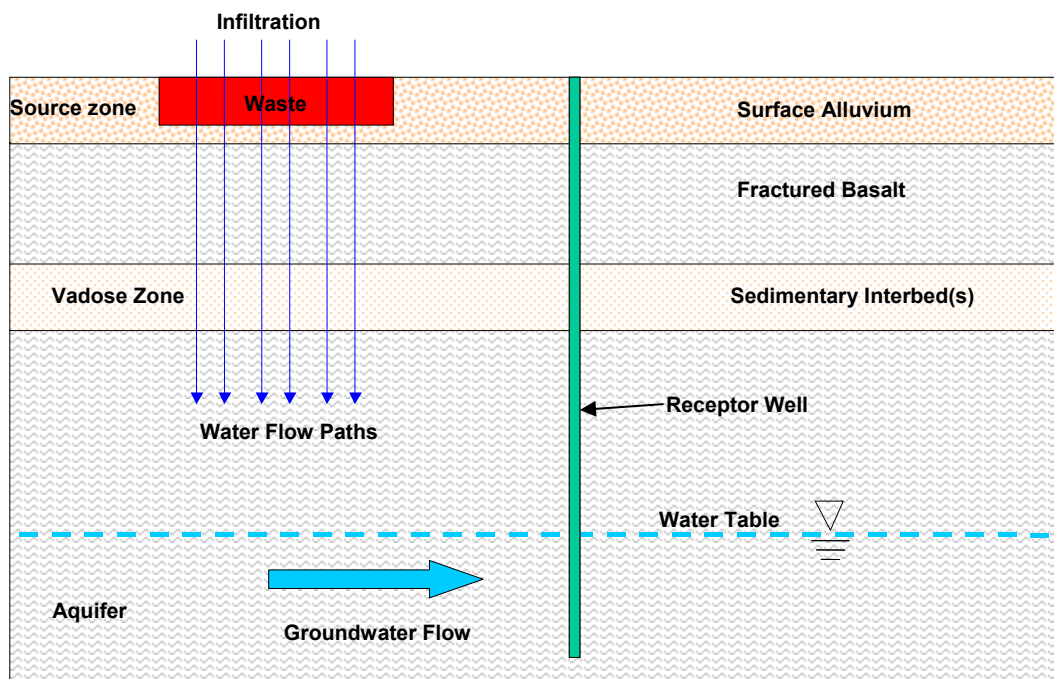 Infiltration
Source zone
Waste
Surface Alluvium
Fractured Basalt
Vadose Zone
Sedimentary Interbed(s)
Receptor Well
Water Flow Paths
Water Table
Aquifer
Groundwater Flow